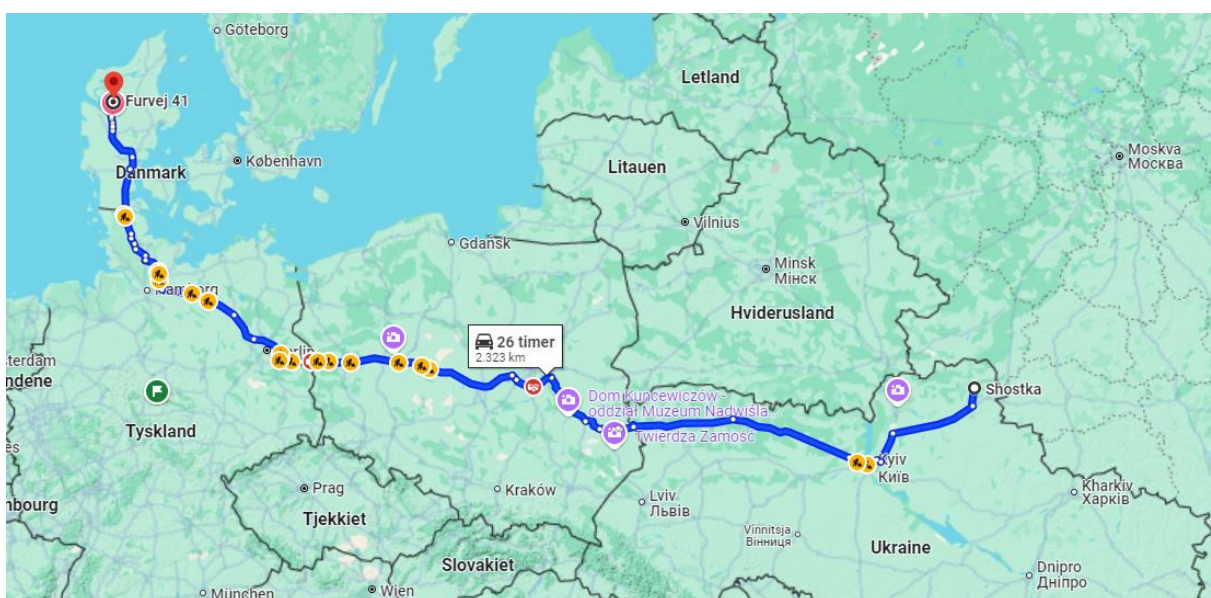 Göteborg
Furvej 41
København
Danmark
Letland
Litauen
Moskva
Москва
Vilnius
Gdańsk
Minsk
Мінск
Hviderusland
26 timer
2.323 km
Shostka
Dom Kuncewiczów -
oddział Muzeum Nadwiśla...
Twierdza Zamość
Tyskland
Kyiv
Київ
Prag
Kraków
Lviv
Львів
Kharkiv
Харків
Tjekkiet
Vinnitsja
Вінниця
Ukraine
Slovakiet
Dnipro
Дніпро
München
Wien